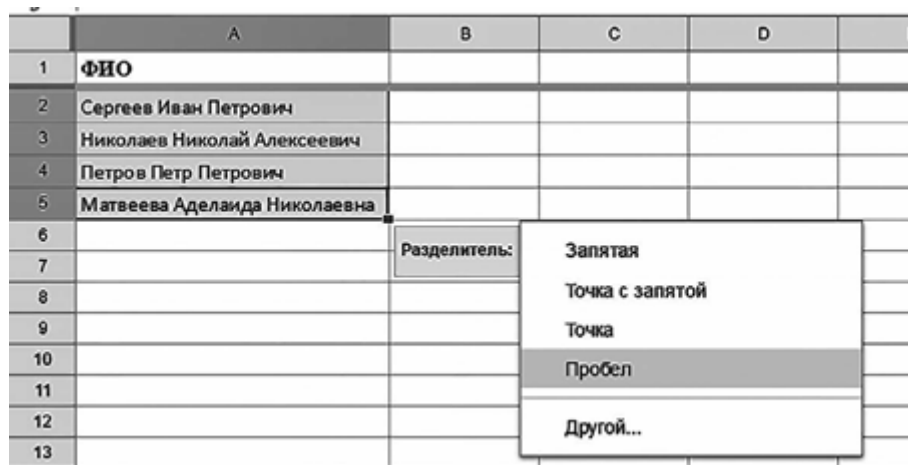 A B C D
1 ФИО
2 Сергеев Иван Петрович
3 Николаев Николай Алексеевич
4 Петров Петр Петрович
5 Матвеева Аделаида Николаевна
6
Разделитель:
Запятая
7
8
Точка с запятой
9
Точка
10
Пробел
11
12
Другой...
13